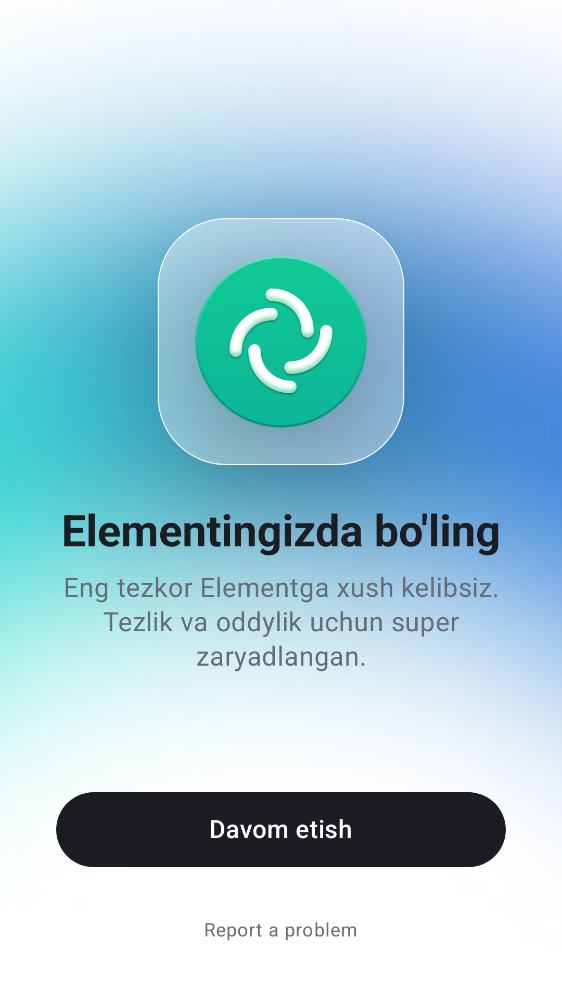 Elementingizda bo'ling
Eng tezkor Elementga xush kelibsiz.
Tezlik va oddylik uchun super
zaryadlangan.
Davom etish
Report a problem